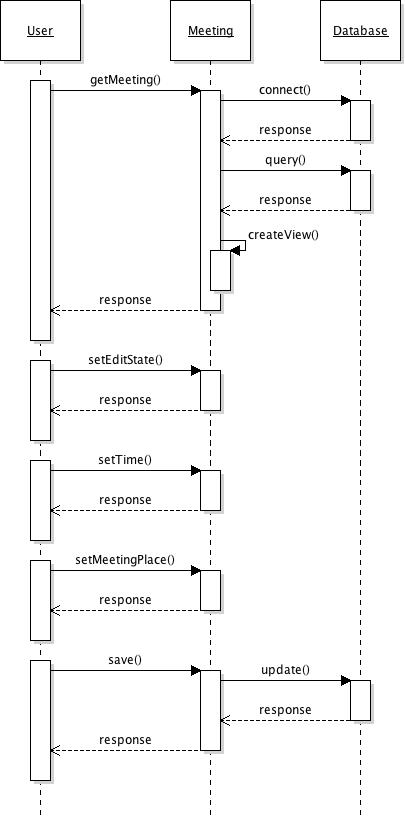 User
Meeting
Database
getMeeting()
connect()
response
query()
response
createView()
response
setEditState()
response
setTime()
response
setMeetingPlace()
response
save()
update()
response
response